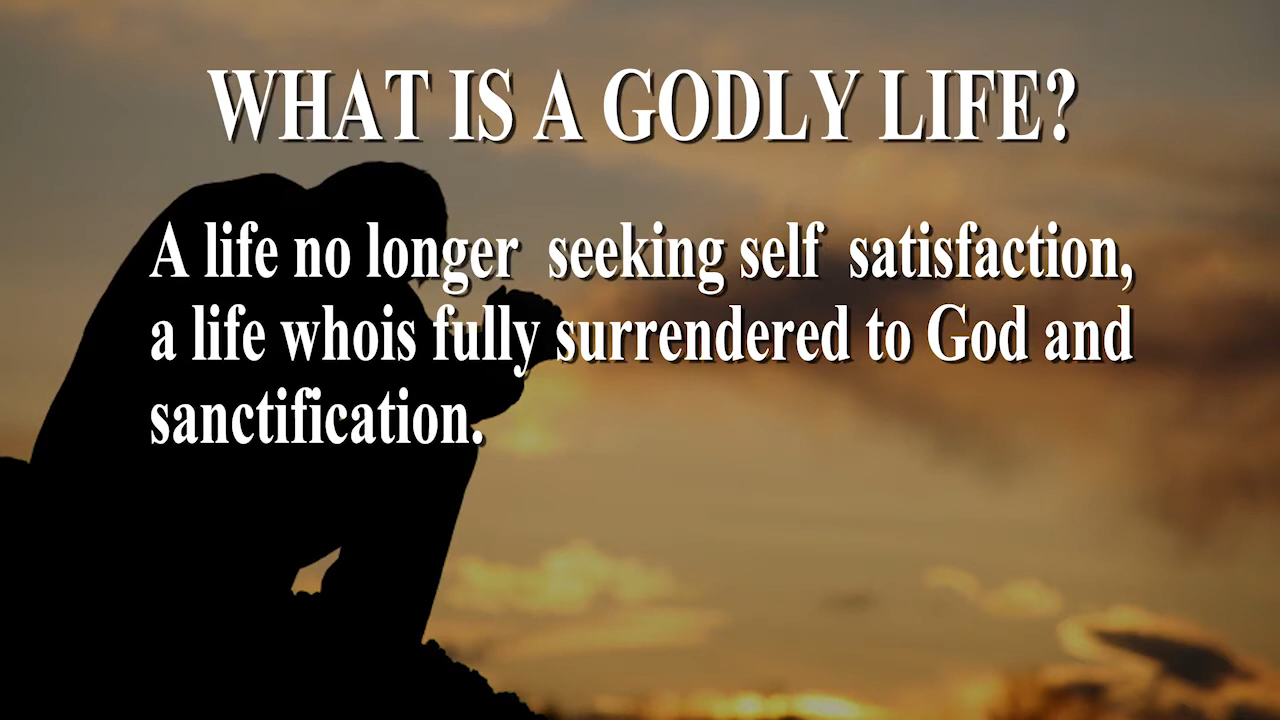 WHAT IS A GODLY LIFE?
A life no longer seeking self satisfaction,
a life whois fully surrendered to God and
sanctification.